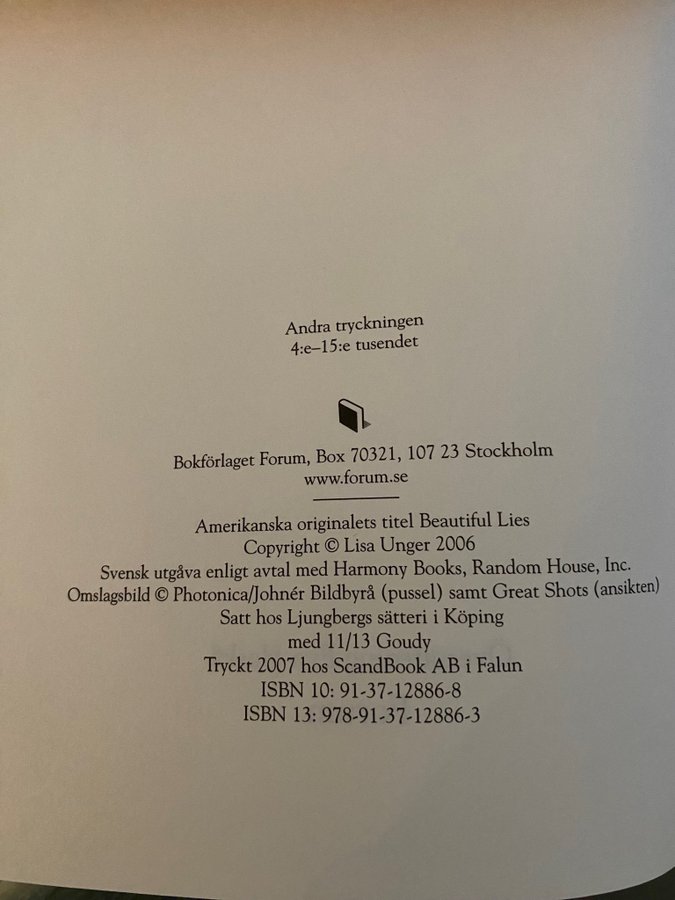 Andra tryckningen
4:e–15:e tusendet
Bokförlaget Forum, Box 70321, 107 23 Stockholm
www.forum.se
Amerikanska originalets titel Beautiful Lies
Copyright © Lisa Unger 2006
Svensk utgåva enligt avtal med Harmony Books, Random House, Inc.
Omslagsbild © Photonica/Johnér Bildbyrå (pussel) samt Great Shots (ansikten)
Satt hos Ljungbergs sätteri i Köping
med 11/13 Goudy
Tryckt 2007 hos ScandBook AB i Falun
ISBN 10: 91-37-12886-8
ISBN 13: 978-91-37-12886-3